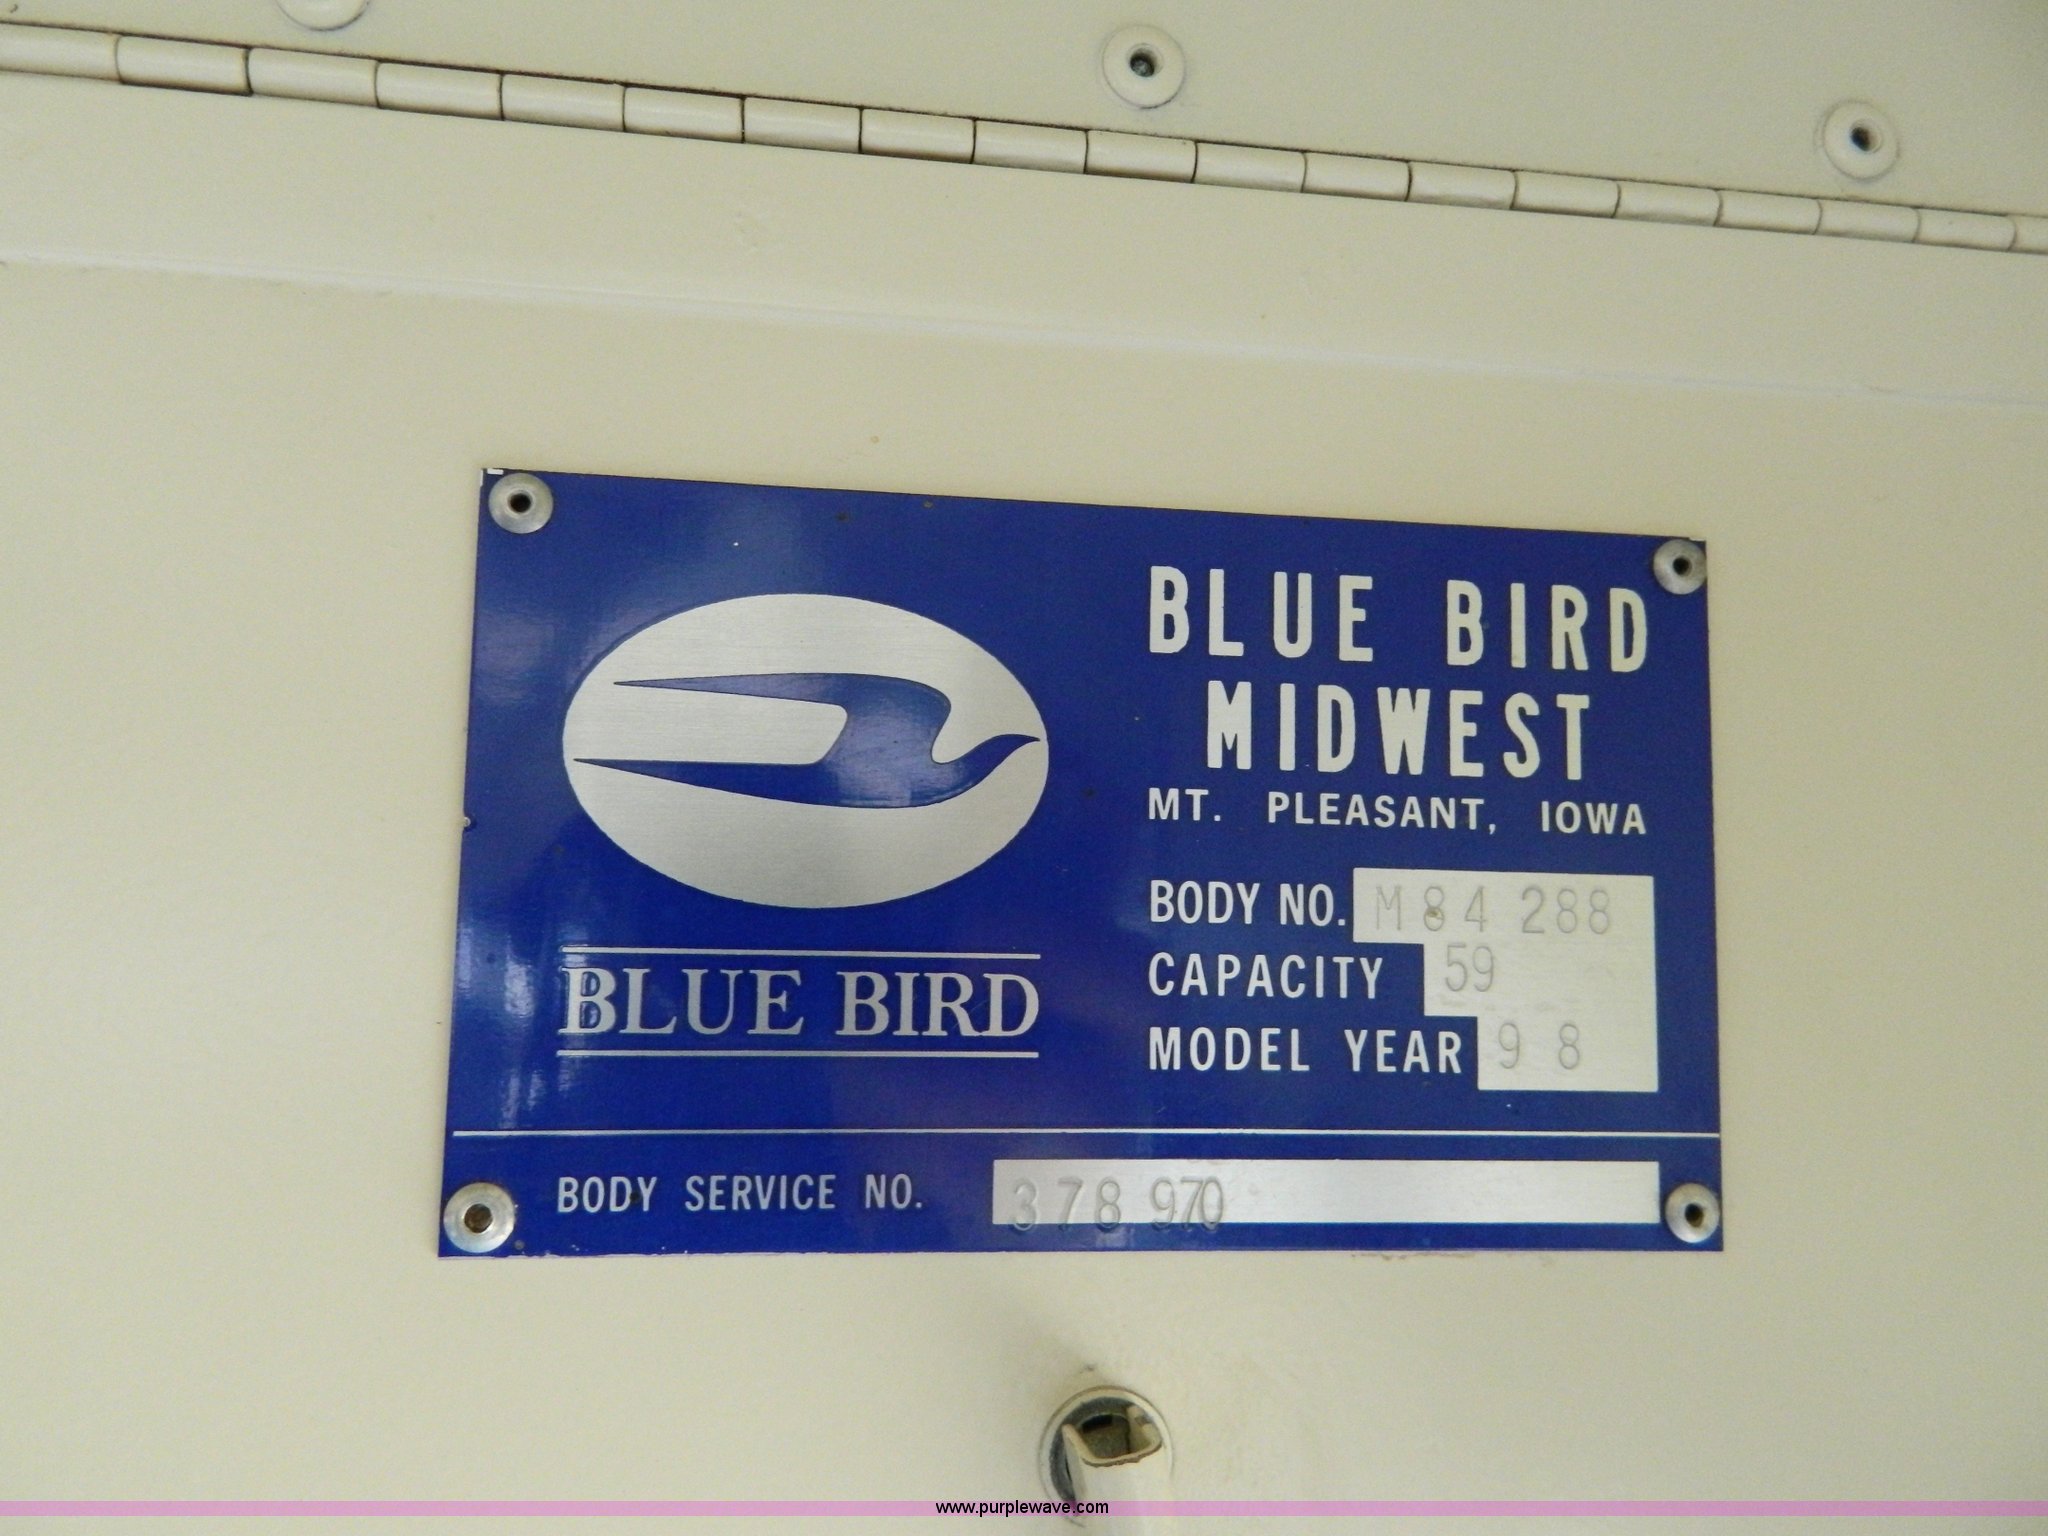 BLUE BIRD
MIDWEST
MT. PLEASANT, IOWA
BODY NO. M84 288
CAPACITY 59
MODEL YEAR 98
BLUE BIRD
BODY SERVICE NO. 378 970
www.purplewave.com